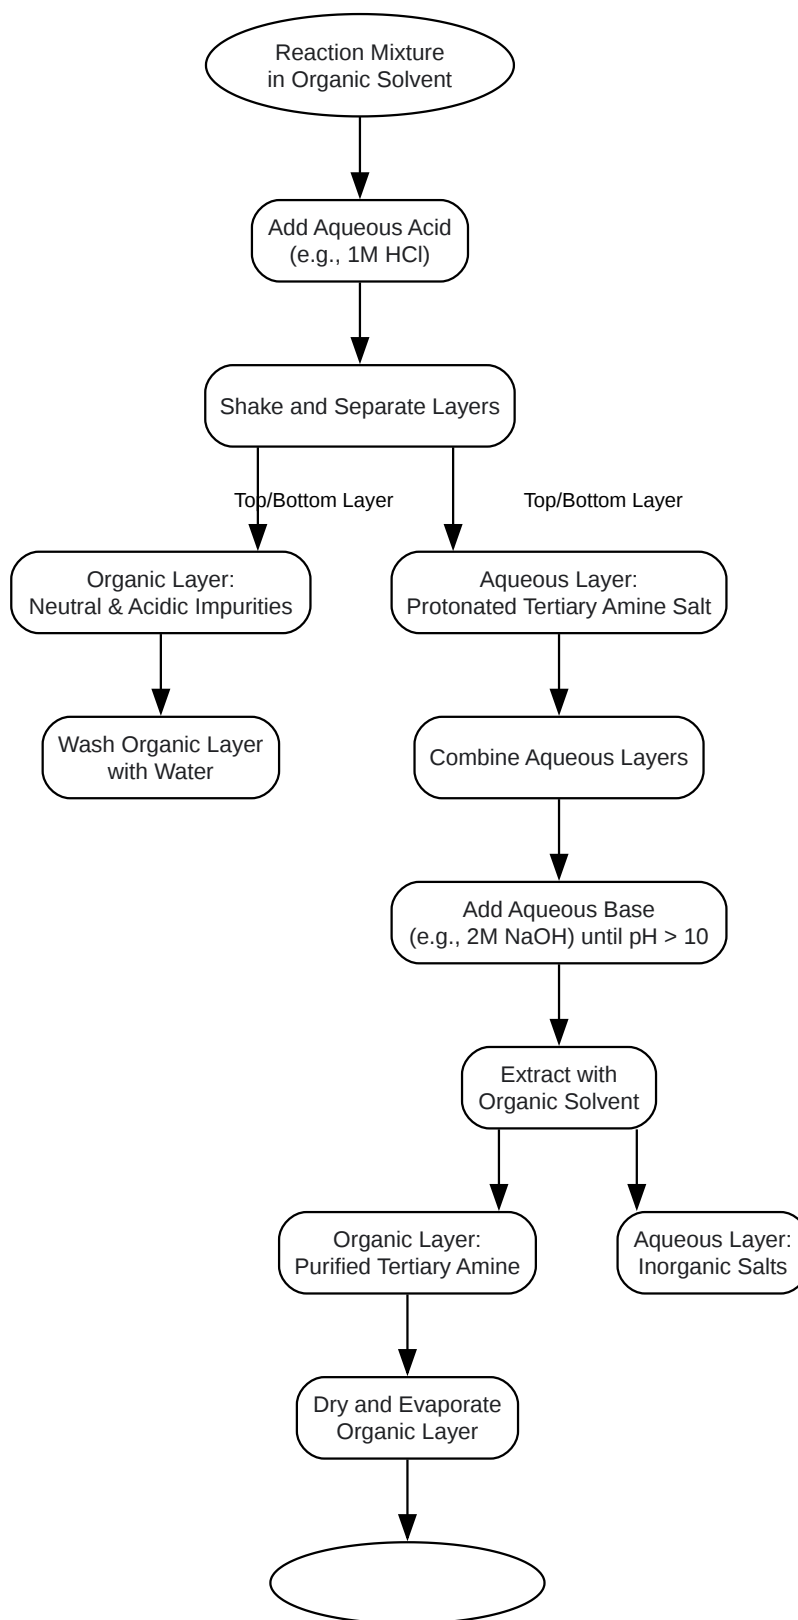 Reaction Mixture
in Organic Solvent
Add Aqueous Acid
(e.g., 1M HCl)
Shake and Separate Layers
Top/Bottom Layer
Top/Bottom Layer
Organic Layer:
Neutral & Acidic Impurities
Aqueous Layer:
Protonated Tertiary Amine Salt
Wash Organic Layer
with Water
Combine Aqueous Layers
Add Aqueous Base
(e.g., 2M NaOH) until pH > 10
Extract with
Organic Solvent
Organic Layer:
Purified Tertiary Amine
Aqueous Layer:
Inorganic Salts
Dry and Evaporate
Organic Layer